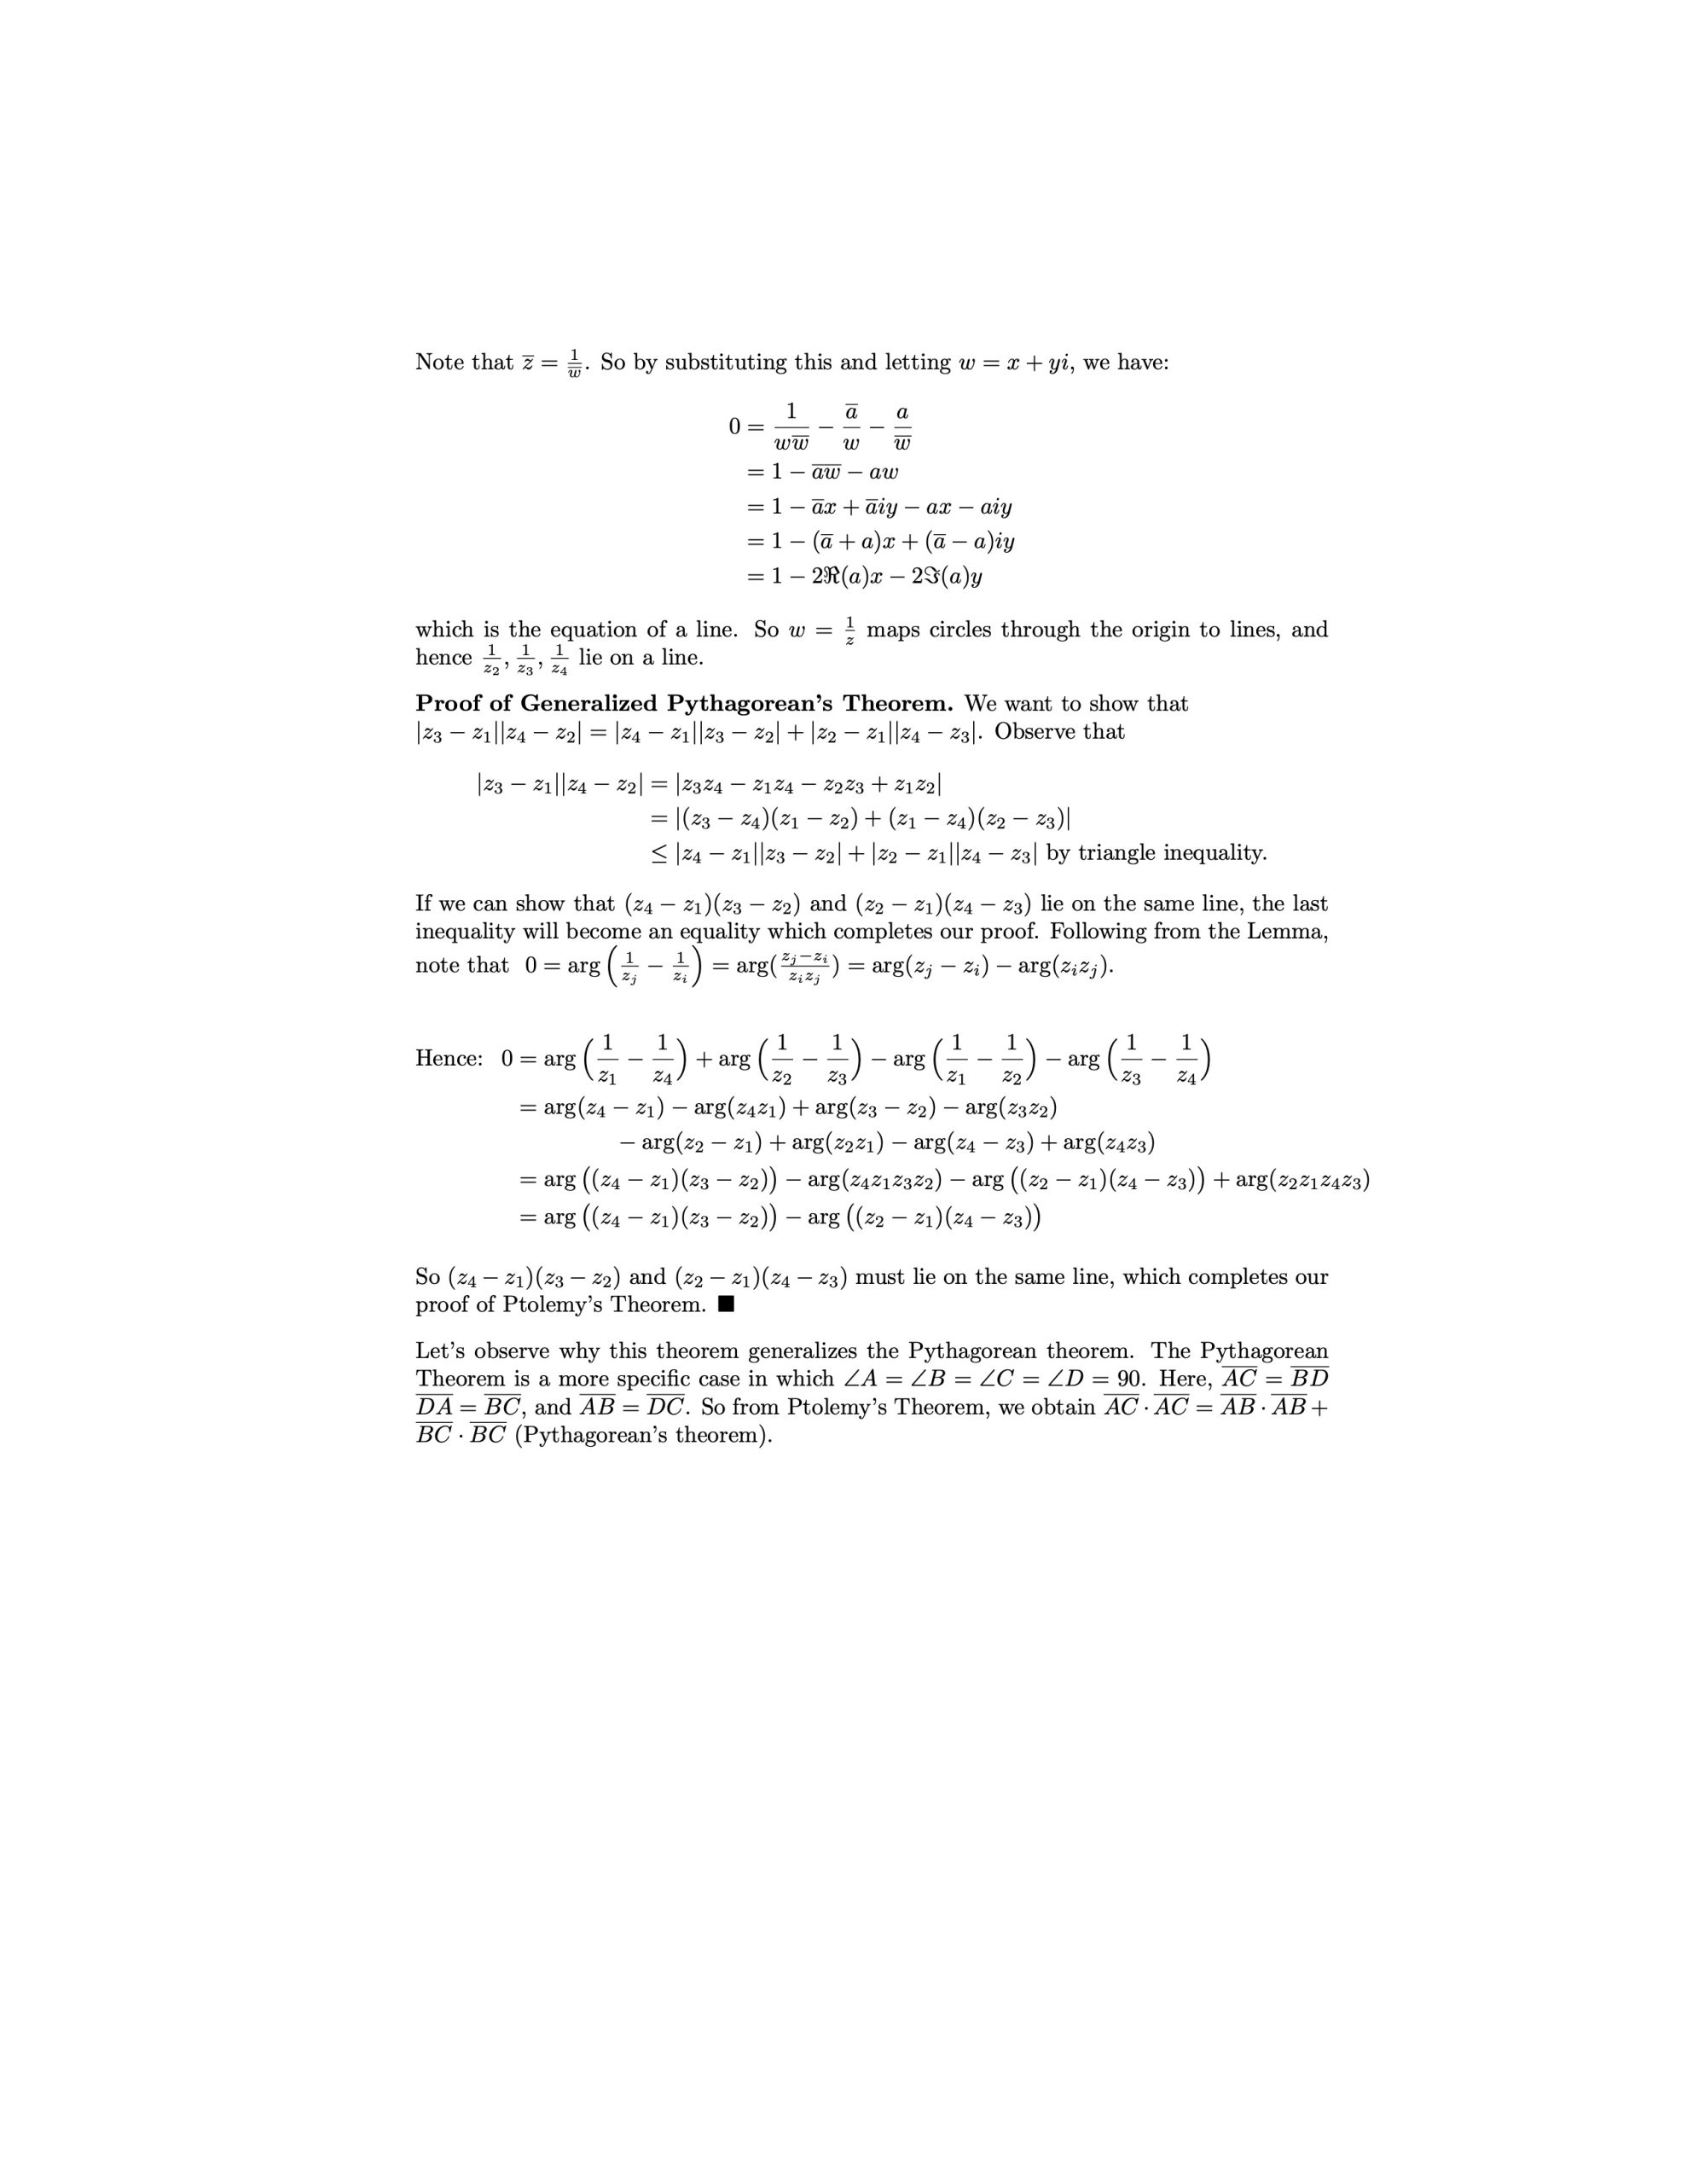 Note that $\overline{z} = \frac{1}{\overline{w}}$. So by substituting this and letting $w = x + yi$, we have:
$0 = \frac{1}{w\overline{w}} - \frac{\overline{a}}{w} - \frac{a}{\overline{w}}$
$= 1 - \overline{aw} - aw$
$= 1 - \overline{a}x + \overline{a}iy - ax - aiy$
$= 1 - (\overline{a} + a)x + (\overline{a} - a)iy$
$= 1 - 2\Re(a)x - 2\Im(a)y$
which is the equation of a line. So $w = \frac{1}{z}$ maps circles through the origin to lines, and
hence $\frac{1}{z_2}, \frac{1}{z_3}, \frac{1}{z_4}$ lie on a line.
Proof of Generalized Pythagorean's Theorem. We want to show that
$|z_3 - z_1||z_4 - z_2| = |z_4 - z_1||z_3 - z_2| + |z_2 - z_1||z_4 - z_3|$. Observe that
$|z_3 - z_1||z_4 - z_2| = |z_3z_4 - z_1z_4 - z_2z_3 + z_1z_2|$
$= |(z_3 - z_4)(z_1 - z_2) + (z_1 - z_4)(z_2 - z_3)|$
$\leq |z_4 - z_1||z_3 - z_2| + |z_2 - z_1||z_4 - z_3|$ by triangle inequality.
If we can show that $(z_4 - z_1)(z_3 - z_2)$ and $(z_2 - z_1)(z_4 - z_3)$ lie on the same line, the last
inequality will become an equality which completes our proof. Following from the Lemma,
note that $0 = \arg\left(\frac{1}{z_j} - \frac{1}{z_i}\right) = \arg(\frac{z_j - z_i}{z_iz_j}) = \arg(z_j - z_i) - \arg(z_iz_j)$.
Hence: $0 = \arg\left(\frac{1}{z_1} - \frac{1}{z_4}\right) + \arg\left(\frac{1}{z_2} - \frac{1}{z_3}\right) - \arg\left(\frac{1}{z_1} - \frac{1}{z_2}\right) - \arg\left(\frac{1}{z_3} - \frac{1}{z_4}\right)$
$= \arg(z_4 - z_1) - \arg(z_4z_1) + \arg(z_3 - z_2) - \arg(z_3z_2)$
$- \arg(z_2 - z_1) + \arg(z_2z_1) - \arg(z_4 - z_3) + \arg(z_4z_3)$
$= \arg\left((z_4 - z_1)(z_3 - z_2)\right) - \arg(z_4z_1z_3z_2) - \arg\left((z_2 - z_1)(z_4 - z_3)\right) + \arg(z_2z_1z_4z_3)$
$= \arg\left((z_4 - z_1)(z_3 - z_2)\right) - \arg\left((z_2 - z_1)(z_4 - z_3)\right)$
So $(z_4 - z_1)(z_3 - z_2)$ and $(z_2 - z_1)(z_4 - z_3)$ must lie on the same line, which completes our
proof of Ptolemy's Theorem. ■
Let's observe why this theorem generalizes the Pythagorean theorem. The Pythagorean
Theorem is a more specific case in which $\angle A = \angle B = \angle C = \angle D = 90$. Here, $\overline{AC} = \overline{BD}$
$\overline{DA} = \overline{BC}$, and $\overline{AB} = \overline{DC}$. So from Ptolemy's Theorem, we obtain $\overline{AC} \cdot \overline{AC} = \overline{AB} \cdot \overline{AB} +$
$\overline{BC} \cdot \overline{BC}$ (Pythagorean's theorem).